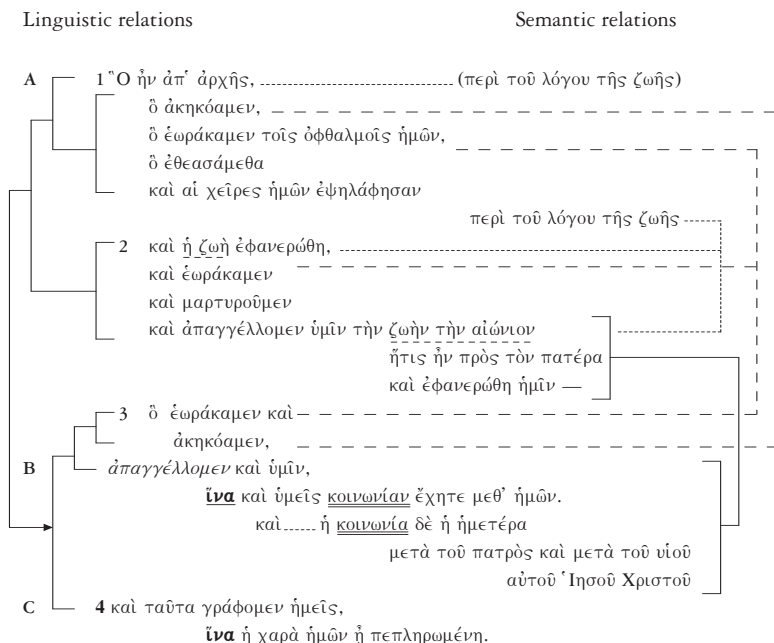 Linguistic relations Semantic relations
A 1 Ὃ ἦν ἀπ' ἀρχῆς, (περὶ τοῦ λόγου τῆς ζωῆς)
ὃ ἀκηκόαμεν,
ὃ ἑωράκαμεν τοῖς ὀφθαλμοῖς ἡμῶν,
ὃ ἐθεασάμεθα
καὶ αἱ χεῖρες ἡμῶν ἐψηλάφησαν
περὶ τοῦ λόγου τῆς ζωῆς
2 καὶ ἡ ζωὴ ἐφανερώθη,
καὶ ἑωράκαμεν
καὶ μαρτυροῦμεν
καὶ ἀπαγγέλλομεν ὑμῖν τὴν ζωὴν τὴν αἰώνιον
ἥτις ἦν πρὸς τὸν πατέρα
καὶ ἐφανερώθη ἡμῖν —
3 ὃ ἑωράκαμεν καὶ
ἀκηκόαμεν,
B ἀπαγγέλλομεν καὶ ὑμῖν,
ἵνα καὶ ὑμεῖς κοινωνίαν ἔχητε μεθ' ἡμῶν.
καὶ ἡ κοινωνία δὲ ἡ ἡμετέρα
μετὰ τοῦ πατρὸς καὶ μετὰ τοῦ υἱοῦ
αὐτοῦ Ἰησοῦ Χριστοῦ
C 4 καὶ ταῦτα γράφομεν ἡμεῖς,
ἵνα ἡ χαρὰ ἡμῶν ᾖ πεπληρωμένη.